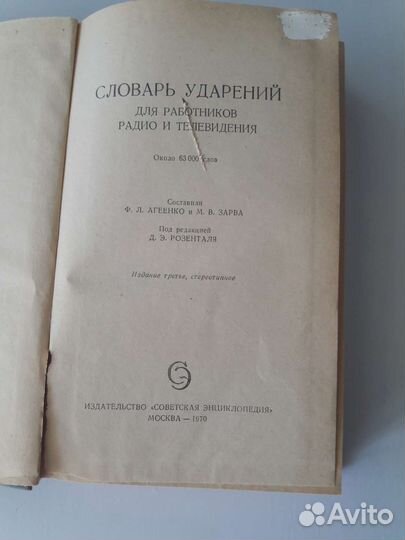 СЛОВАРЬ УДАРЕНИЙ
ДЛЯ РАБОТНИКОВ
РАДИО И ТЕЛЕВИДЕНИЯ
Около 63 000 слов
Составили
Ф. Л. АГЕЕНКО и М. В. ЗАРВА
Под редакцией
Д. Э. РОЗЕНТАЛЯ
Издание третье, стереотипное
СЭ
ИЗДАТЕЛЬСТВО «СОВЕТСКАЯ ЭНЦИКЛОПЕДИЯ»
МОСКВА — 1970
Avito